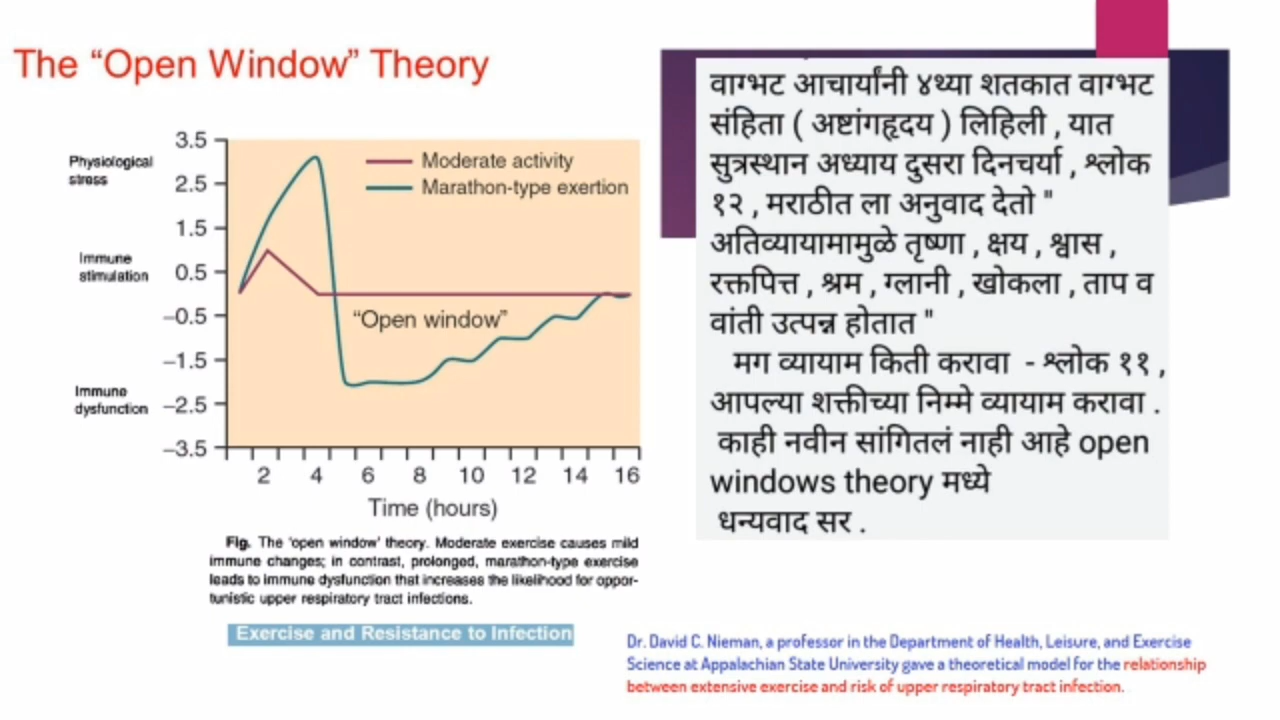 The “Open Window” Theory
3.5
2.5
1.5
0.5
–0.5
–1.5
–2.5
–3.5
Physiological
stress
Immune
stimulation
Immune
dysfunction
Moderate activity
Marathon-type exertion
“Open window”
2 4 6 8 10 12 14 16
Time (hours)
Fig. The 'open window' theory. Moderate exercise causes mild
immune changes; in contrast, prolonged, marathon-type exercise
leads to immune dysfunction that increases the likelihood for oppor-
tunistic upper respiratory tract infections.
Exercise and Resistance to Infection
वाग्भट आचार्यांनी ४थ्या शतकात वाग्भट
संहिता ( अष्टांगहृदय ) लिहिली , यात
सुत्रस्थान अध्याय दुसरा दिनचर्या , श्लोक
१२ , मराठीत ला अनुवाद देतो "
अतिव्यायामामुळे तृष्णा , क्षय , श्वास ,
रक्तपित्त , श्रम , ग्लानी , खोकला , ताप व
वांती उत्पन्न होतात "
मग व्यायाम किती करावा - श्लोक ११ ,
आपल्या शक्तीच्या निम्मे व्यायाम करावा .
काही नवीन सांगितलं नाही आहे open
windows theory मध्ये
धन्यवाद सर .
Dr. David C. Nieman, a professor in the Department of Health, Leisure, and Exercise
Science at Appalachian State University gave a theoretical model for the relationship
between extensive exercise and risk of upper respiratory tract infection.